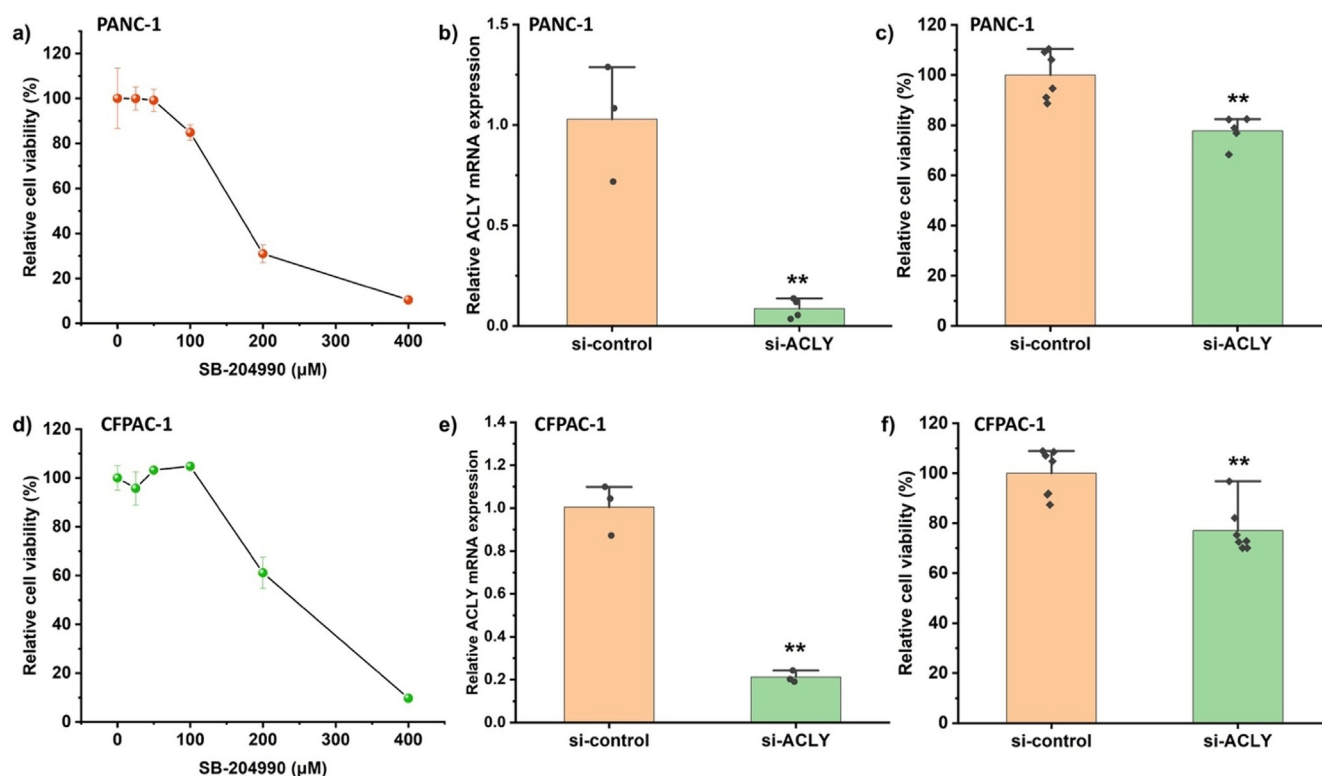 a) PANC-1
Relative cell viability (%)
120
100
80
60
40
20
0
0 100 200 300 400
SB-204990 (µM)
b) PANC-1
Relative ACLY mRNA expression
1.5
1.0
0.5
0.0
**
si-control si-ACLY
c) PANC-1
Relative cell viability (%)
120
100
80
60
40
20
0
**
si-control si-ACLY
d) CFPAC-1
Relative cell viability (%)
120
100
80
60
40
20
0
0 100 200 300 400
SB-204990 (µM)
e) CFPAC-1
Relative ACLY mRNA expression
1.4
1.2
1.0
0.8
0.6
0.4
0.2
0.0
**
si-control si-ACLY
f) CFPAC-1
Relative cell viability (%)
120
100
80
60
40
20
0
**
si-control si-ACLY